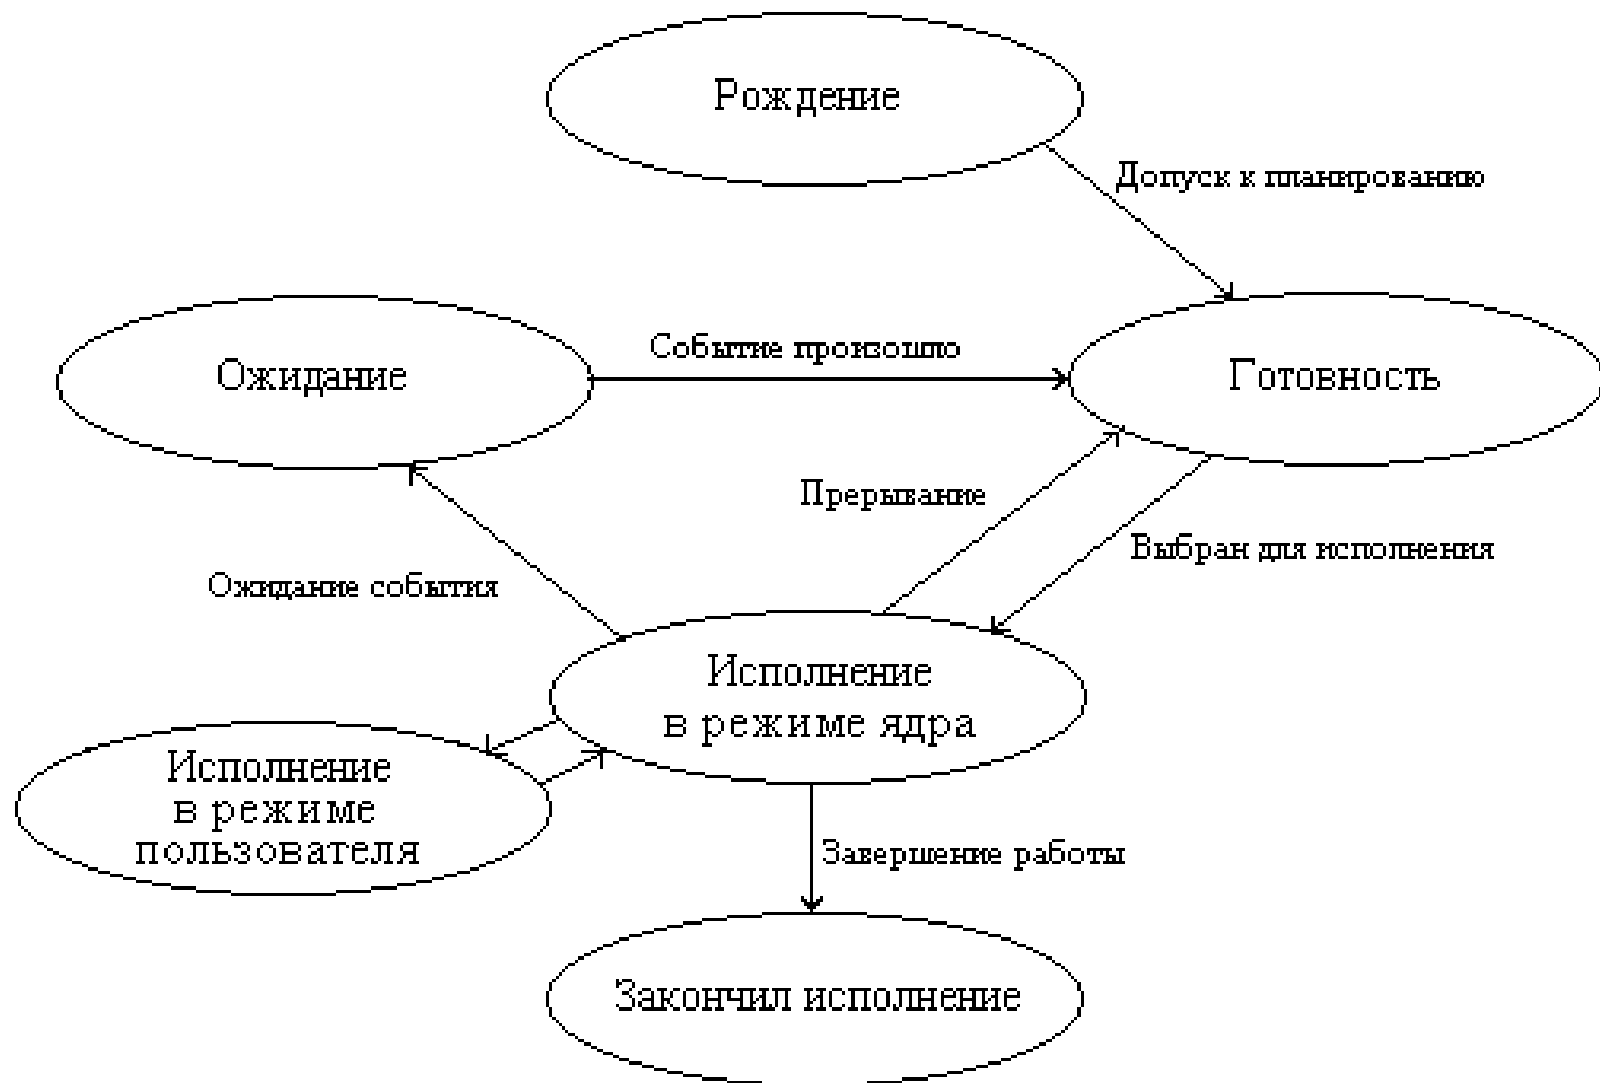 Рождение
Допуск к планированию
Событие произошло
Ожидание
Готовность
Прерывание
Выбран для исполнения
Ожидание события
Исполнение
в режиме ядра
Исполнение
в режиме
пользователя
Завершение работы
Закончил исполнение